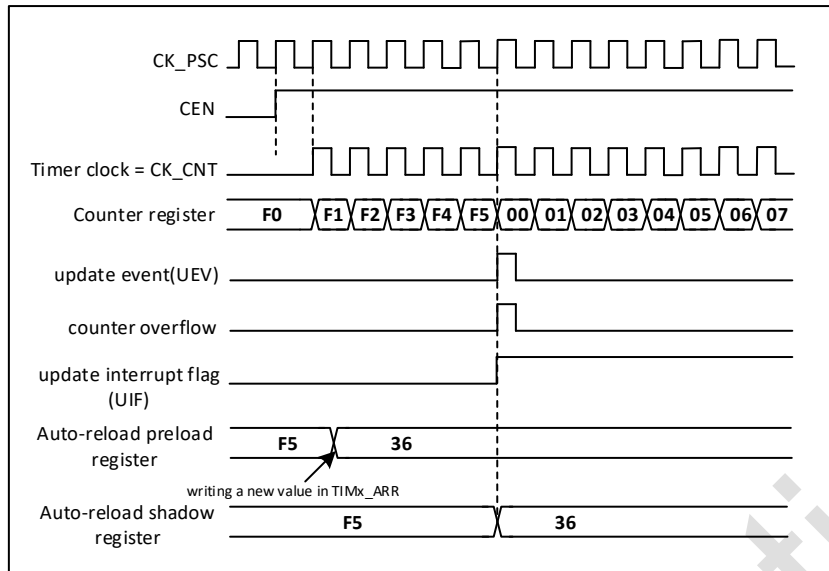 CK_PSC
CEN
Timer clock = CK_CNT
Counter register F0 F1 F2 F3 F4 F5 00 01 02 03 04 05 06 07
update event(UEV)
counter overflow
update interrupt flag
(UIF)
Auto-reload preload
register
F5 36
writing a new value in TIMx_ARR
Auto-reload shadow
register
F5 36